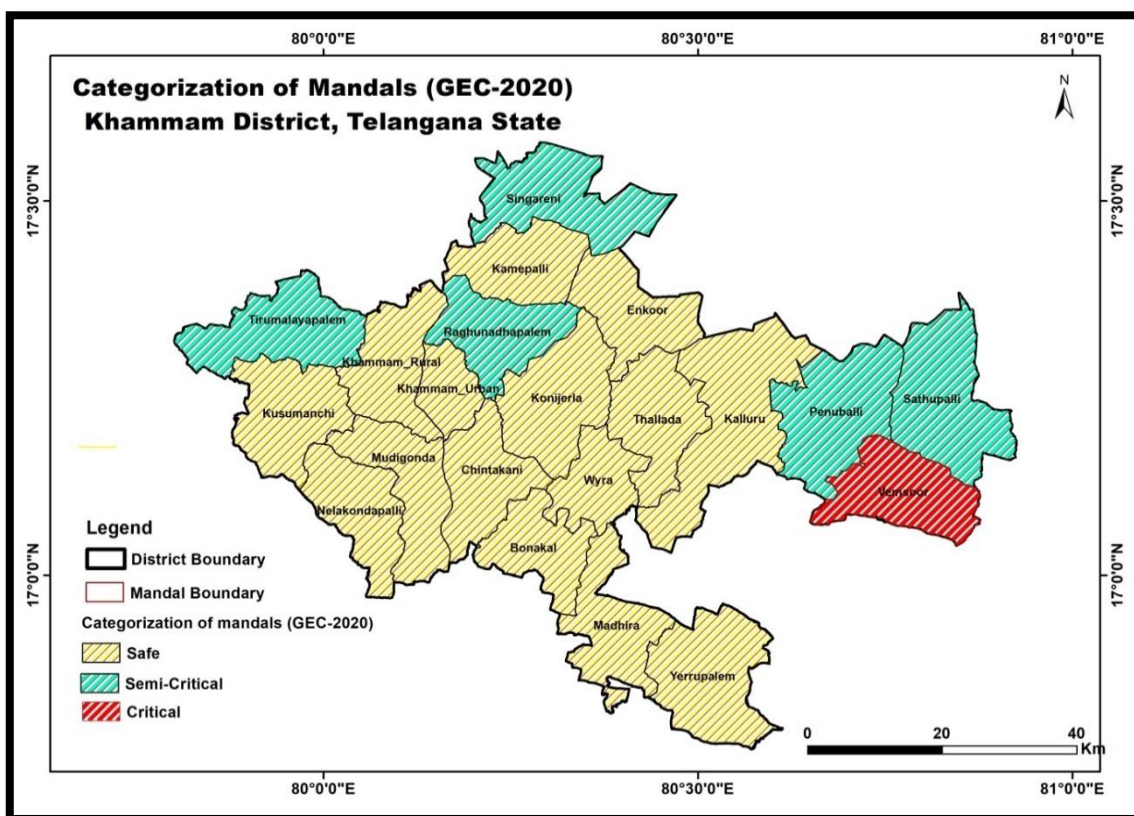 80°0'0"E 80°30'0"E 81°0'0"E
Categorization of Mandals (GEC-2020)
Khammam District, Telangana State
N
17°30'0"N 17°30'0"N
Singareni
Kamepalli
Enkoor
Tirumalayapalem
Raghunadhapalem
Khammam_Rural
Khammam_Urban
Konijerla
Kusumanchi
Thallada
Kalluru
Penuballi
Sathupalli
Mudigonda
Chintakani
Wyra
Vemsoor
Nelakondapalli
Bonakal
Madhira
Yerrupalem
17°0'0"N 17°0'0"N
Legend
District Boundary
Mandal Boundary
Categorization of mandals (GEC-2020)
Safe
Semi-Critical
Critical
0 20 40
Km
80°0'0"E 80°30'0"E 81°0'0"E